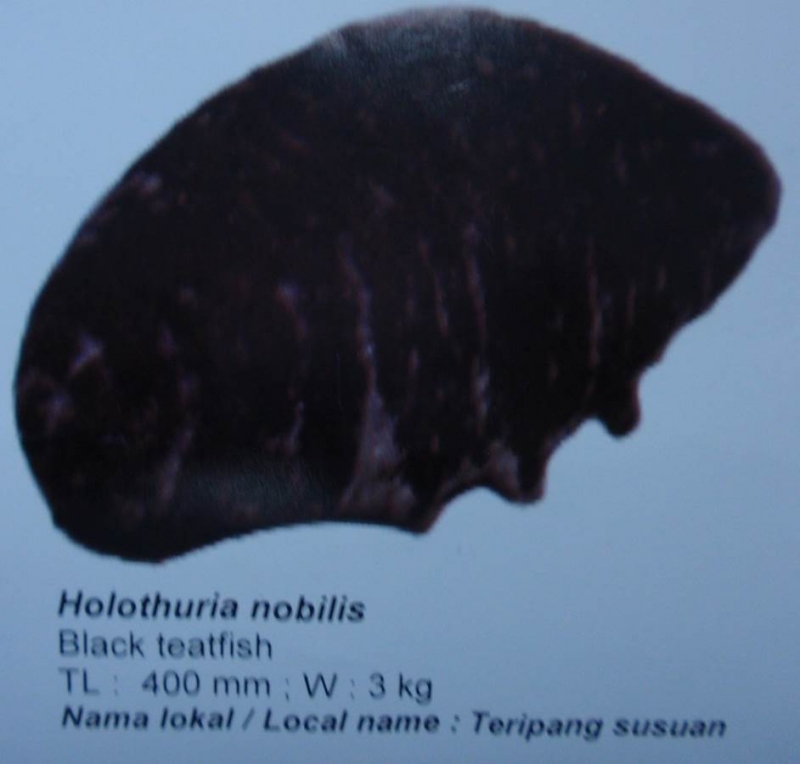 Holothuria nobilis
Black teatfish
TL : 400 mm ; W : 3 kg
Nama lokal / Local name : Teripang susuan